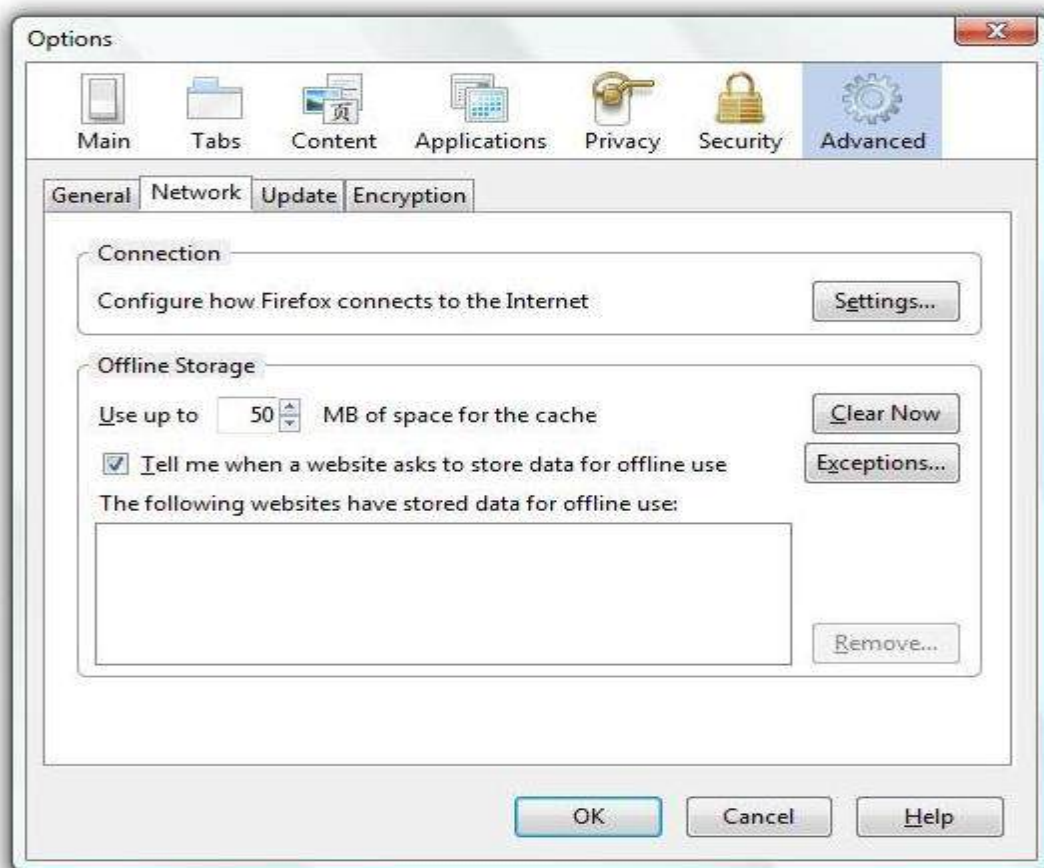 Options
页
Main Tabs Content Applications Privacy Security Advanced
General Network Update Encryption
Connection
Configure how Firefox connects to the Internet Settings...
Offline Storage
Use up to 50 MB of space for the cache Clear Now
Tell me when a website asks to store data for offline use Exceptions...
The following websites have stored data for offline use:
Remove...
OK Cancel Help